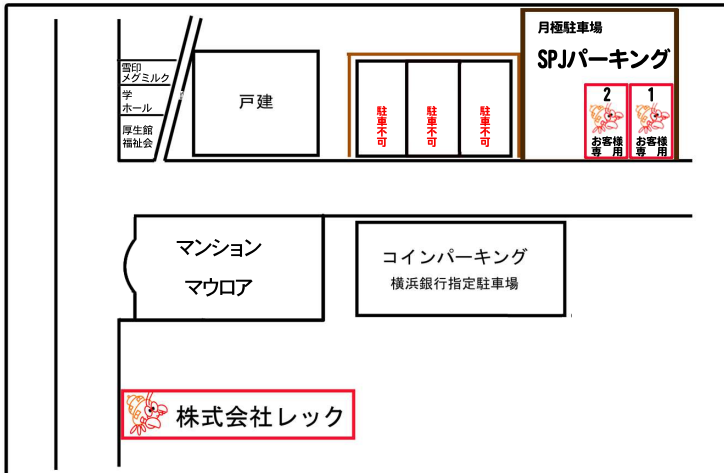 雪印
メグミルク
学
ホール
厚生館
福祉会
戸建
駐車不可
駐車不可
駐車不可
月極駐車場
SPJパーキング
2
お客様
専用
1
お客様
専用
マンション
マウロア
コインパーキング
横浜銀行指定駐車場
株式会社レック